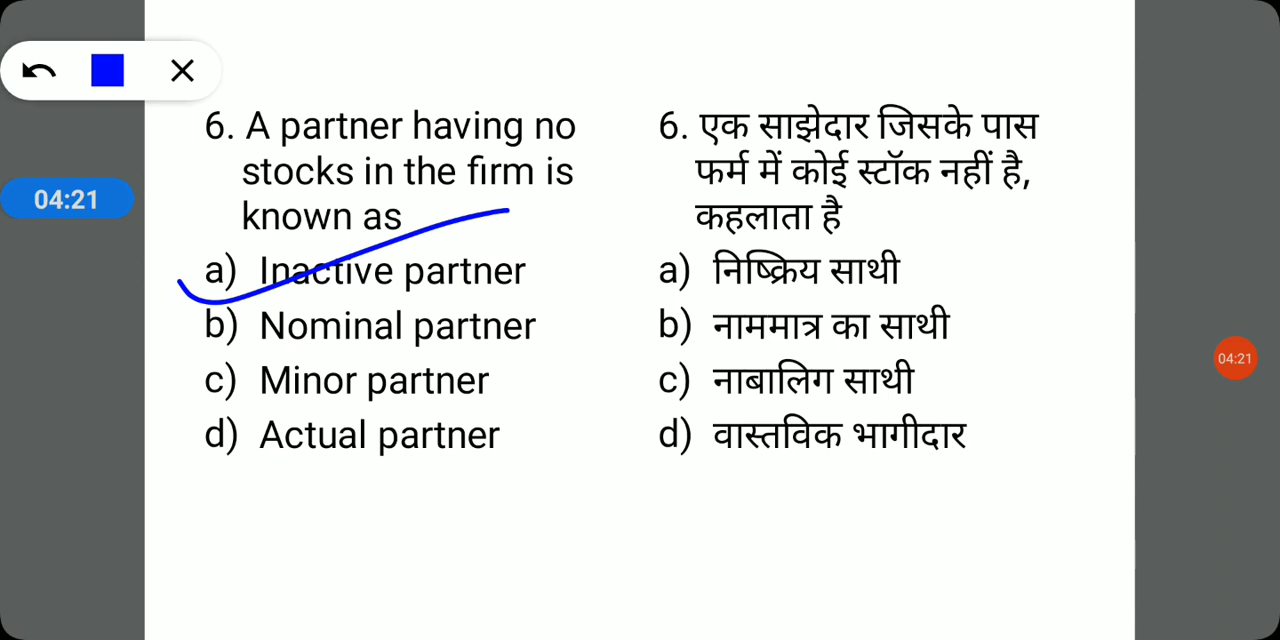 04:21
6. A partner having no
stocks in the firm is
known as
a) Inactive partner
b) Nominal partner
c) Minor partner
d) Actual partner
6. एक साझेदार जिसके पास
फर्म में कोई स्टॉक नहीं है,
कहलाता है
a) निष्क्रिय साथी
b) नाममात्र का साथी
c) नाबालिग साथी
d) वास्तविक भागीदार
04:21